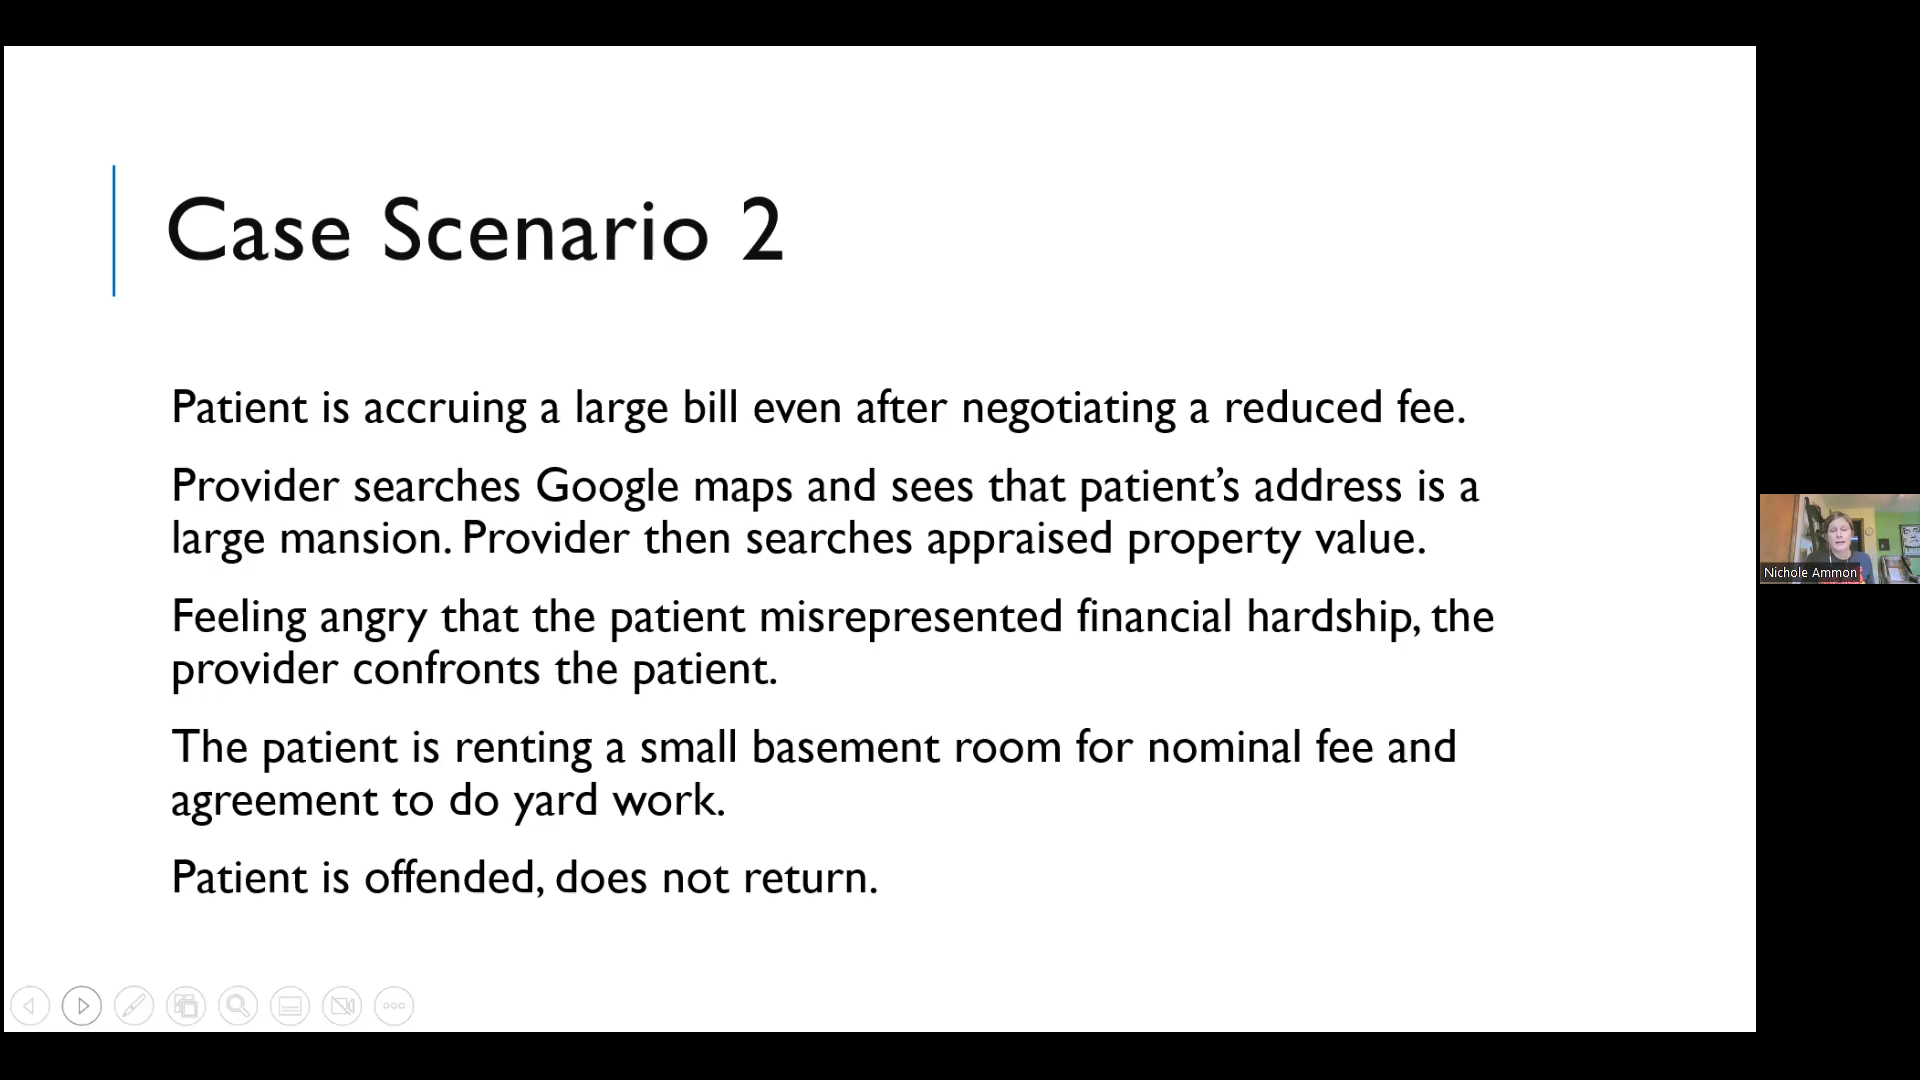 Case Scenario 2
Patient is accruing a large bill even after negotiating a reduced fee.
Provider searches Google maps and sees that patient’s address is a
large mansion. Provider then searches appraised property value.
Feeling angry that the patient misrepresented financial hardship, the
provider confronts the patient.
The patient is renting a small basement room for nominal fee and
agreement to do yard work.
Patient is offended, does not return.
Nichole Ammon